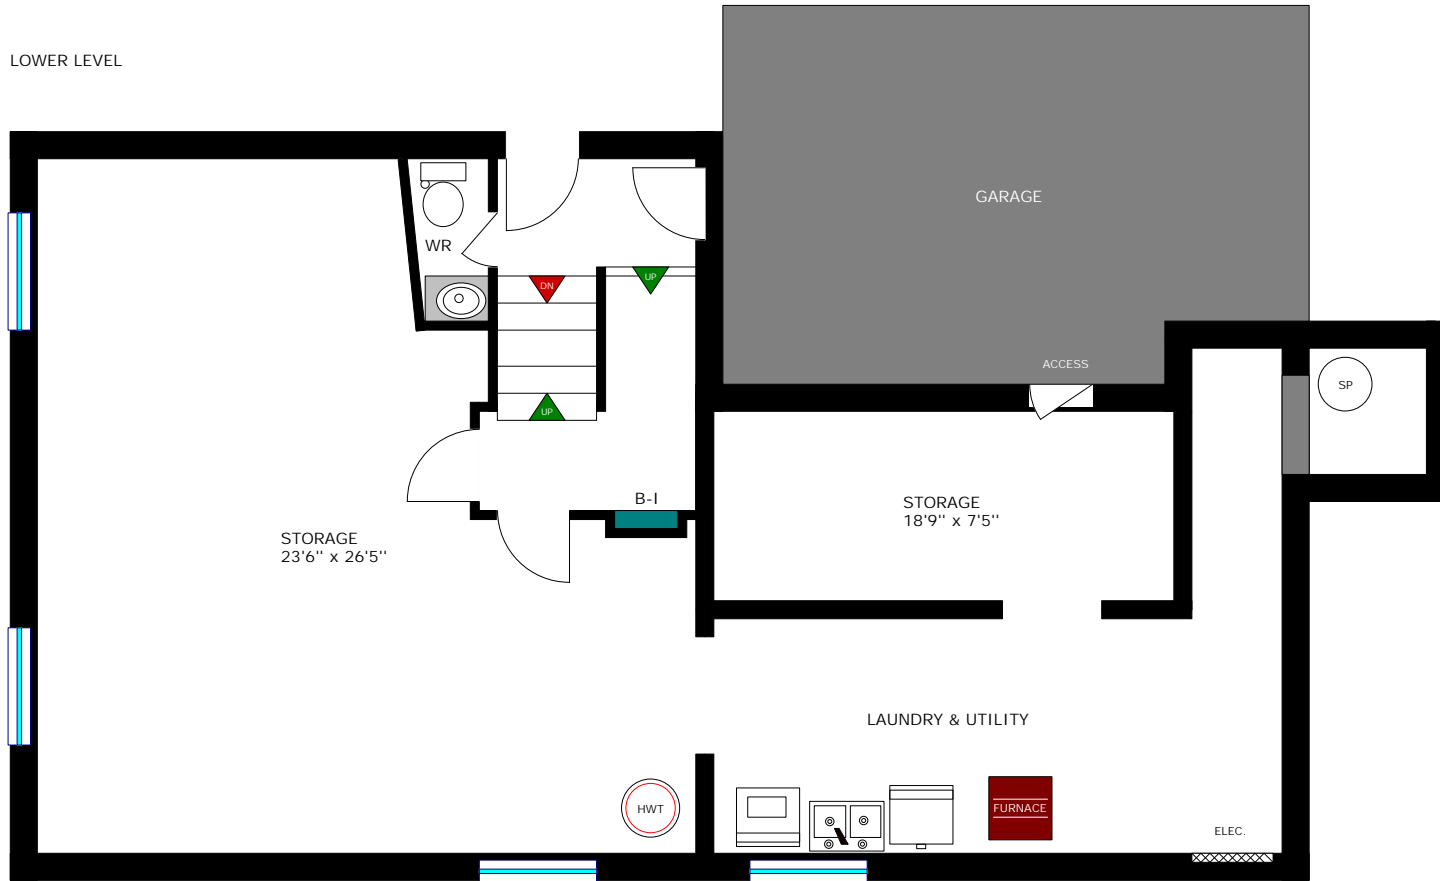 LOWER LEVEL
GARAGE
WR
DN
UP
UP
ACCESS
SP
B-I
STORAGE
18'9'' x 7'5''
STORAGE
23'6'' x 26'5''
LAUNDRY & UTILITY
HWT
FURNACE
ELEC.